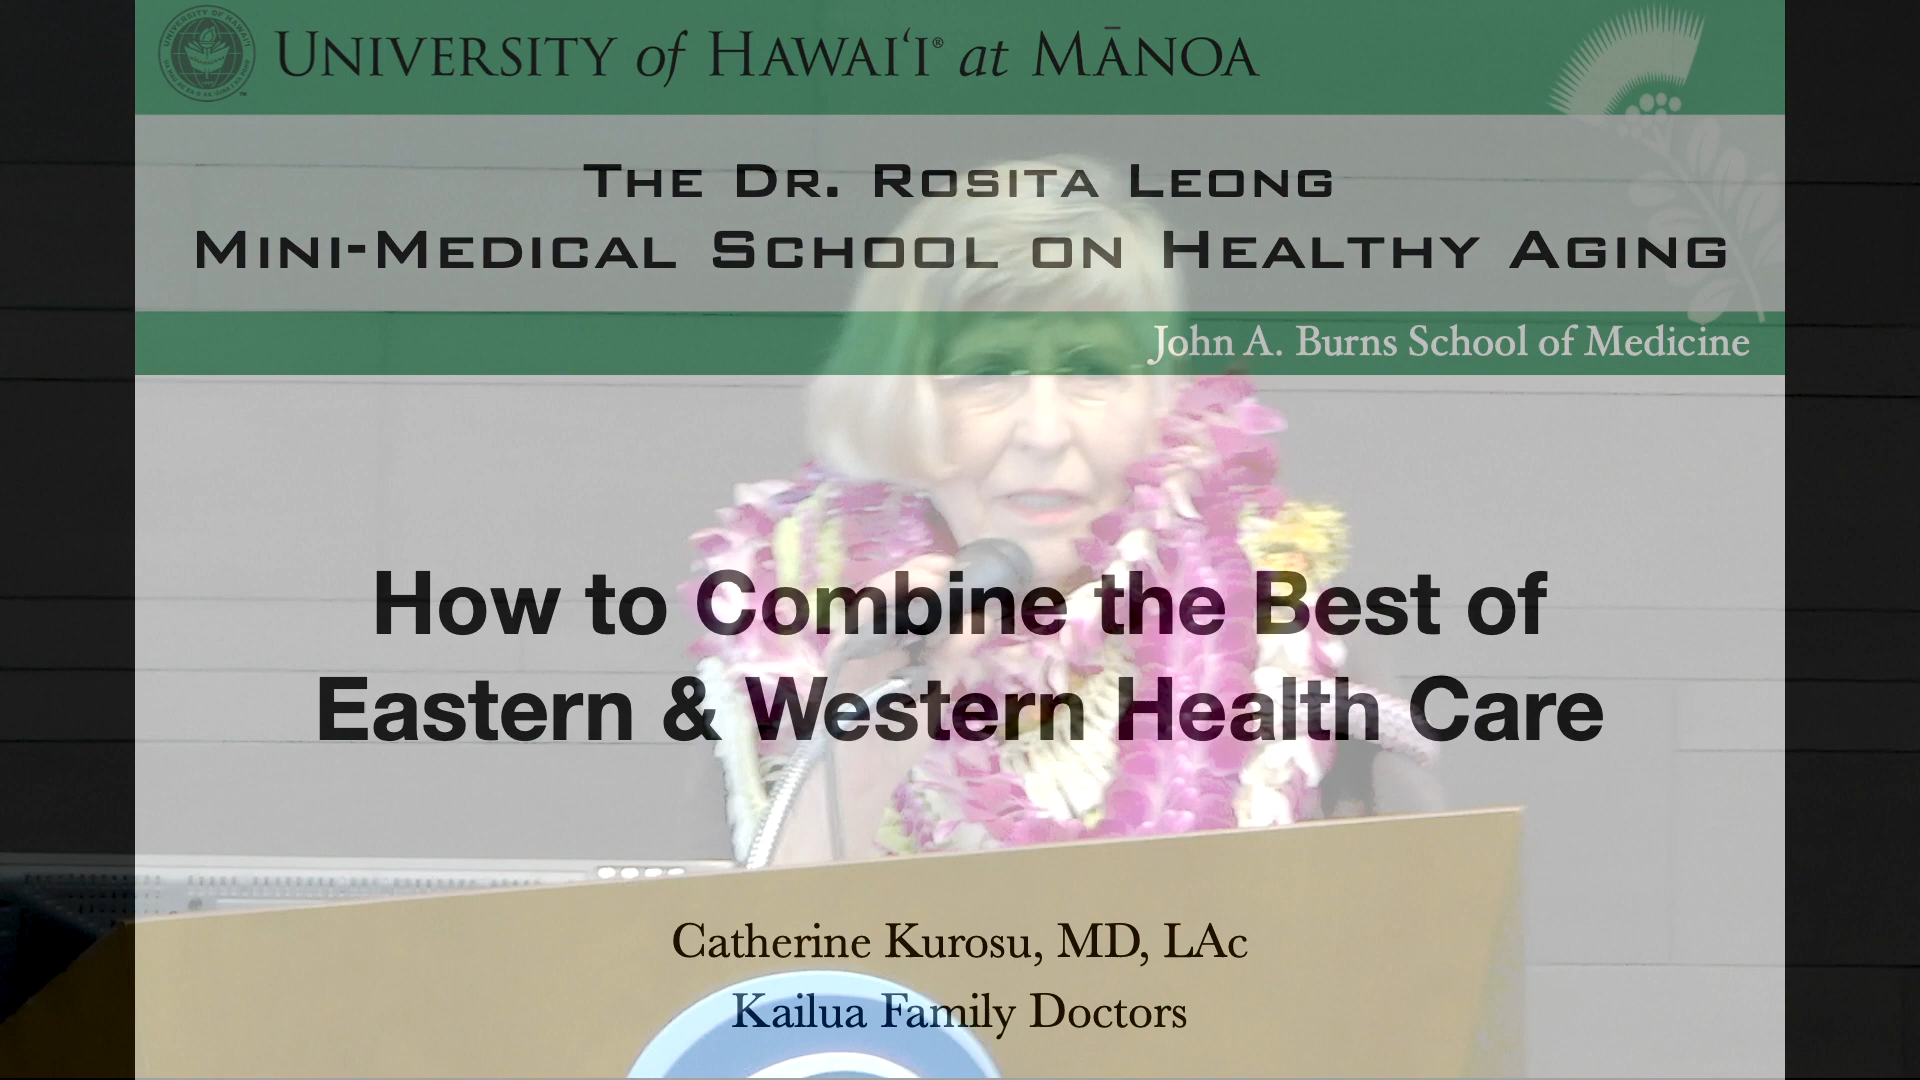 UNIVERSITY of HAWAIʻI® at MĀNOA
THE DR. ROSITA LEONG
MINI-MEDICAL SCHOOL ON HEALTHY AGING
John A. Burns School of Medicine
How to Combine the Best of
Eastern & Western Health Care
Catherine Kurosu, MD, LAc
Kailua Family Doctors